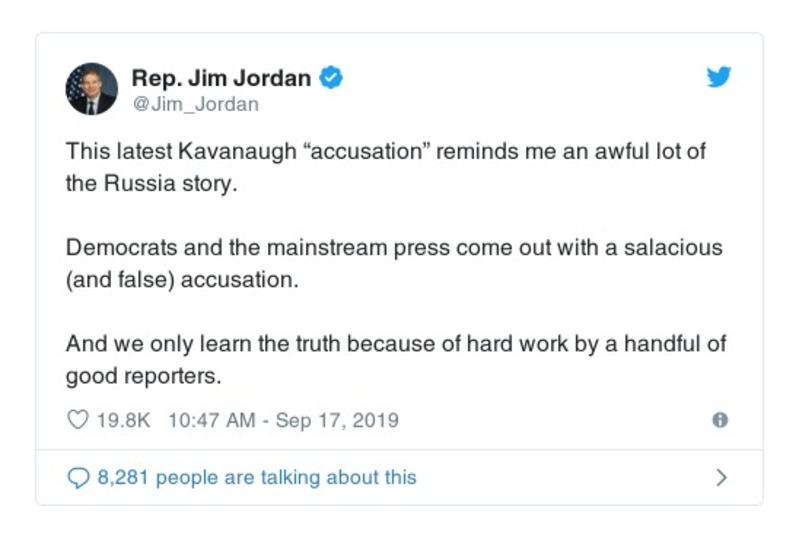 Rep. Jim Jordan
@Jim_Jordan
This latest Kavanaugh “accusation” reminds me an awful lot of
the Russia story.
Democrats and the mainstream press come out with a salacious
(and false) accusation.
And we only learn the truth because of hard work by a handful of
good reporters.
19.8K 10:47 AM - Sep 17, 2019
8,281 people are talking about this